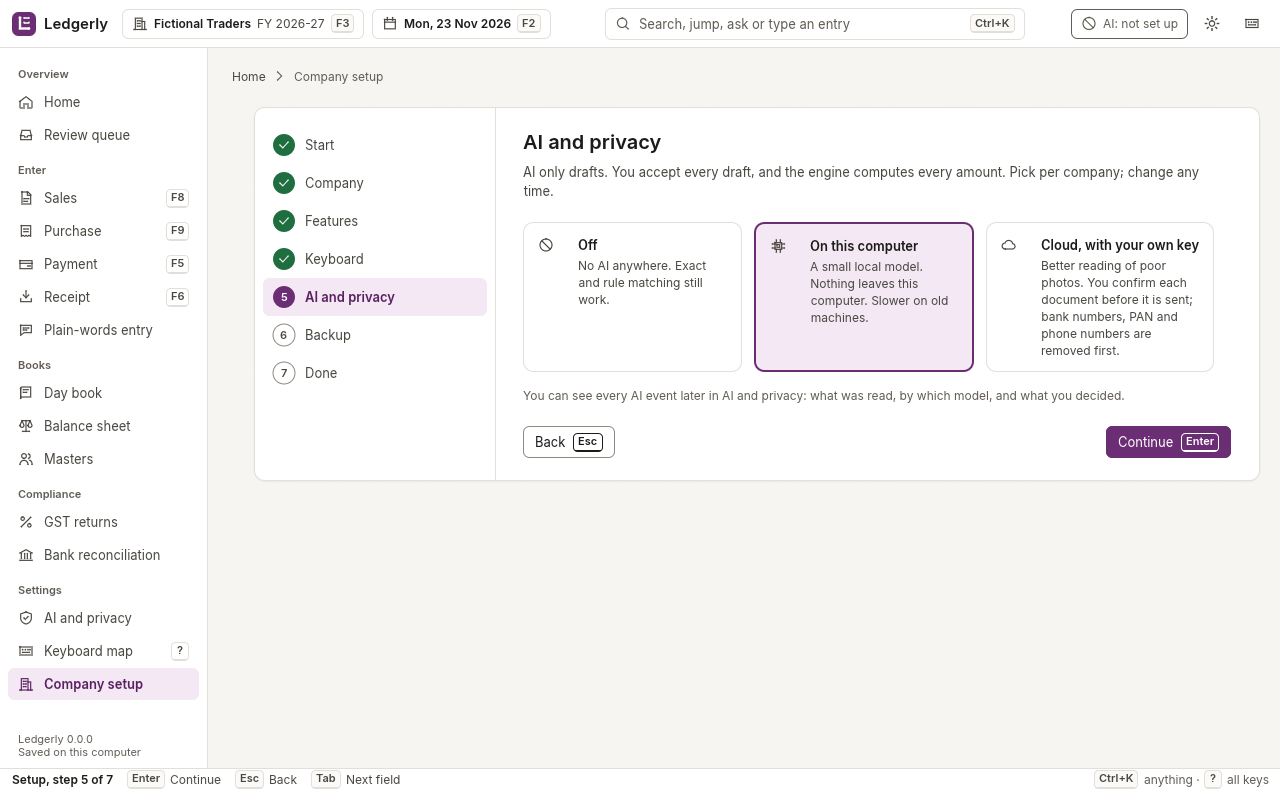 Ledgerly
Fictional Traders FY 2026-27 F3
Mon, 23 Nov 2026 F2
Search, jump, ask or type an entry Ctrl+K
AI: not set up
Overview
Home
Review queue
Enter
Sales F8
Purchase F9
Payment F5
Receipt F6
Plain-words entry
Books
Day book
Balance sheet
Masters
Compliance
GST returns
Bank reconciliation
Settings
AI and privacy
Keyboard map ?
Company setup
Ledgerly 0.0.0
Saved on this computer
Home Company setup
Start
Company
Features
Keyboard
5 AI and privacy
6 Backup
7 Done
AI and privacy
AI only drafts. You accept every draft, and the engine computes every amount. Pick per company; change any
time.
Off
No AI anywhere. Exact
and rule matching still
work.
On this computer
A small local model.
Nothing leaves this
computer. Slower on old
machines.
Cloud, with your own key
Better reading of poor
photos. You confirm each
document before it is sent;
bank numbers, PAN and
phone numbers are
removed first.
You can see every AI event later in AI and privacy: what was read, by which model, and what you decided.
Back Esc
Continue Enter
Setup, step 5 of 7 Enter Continue Esc Back Tab Next field
Ctrl+K anything · ? all keys